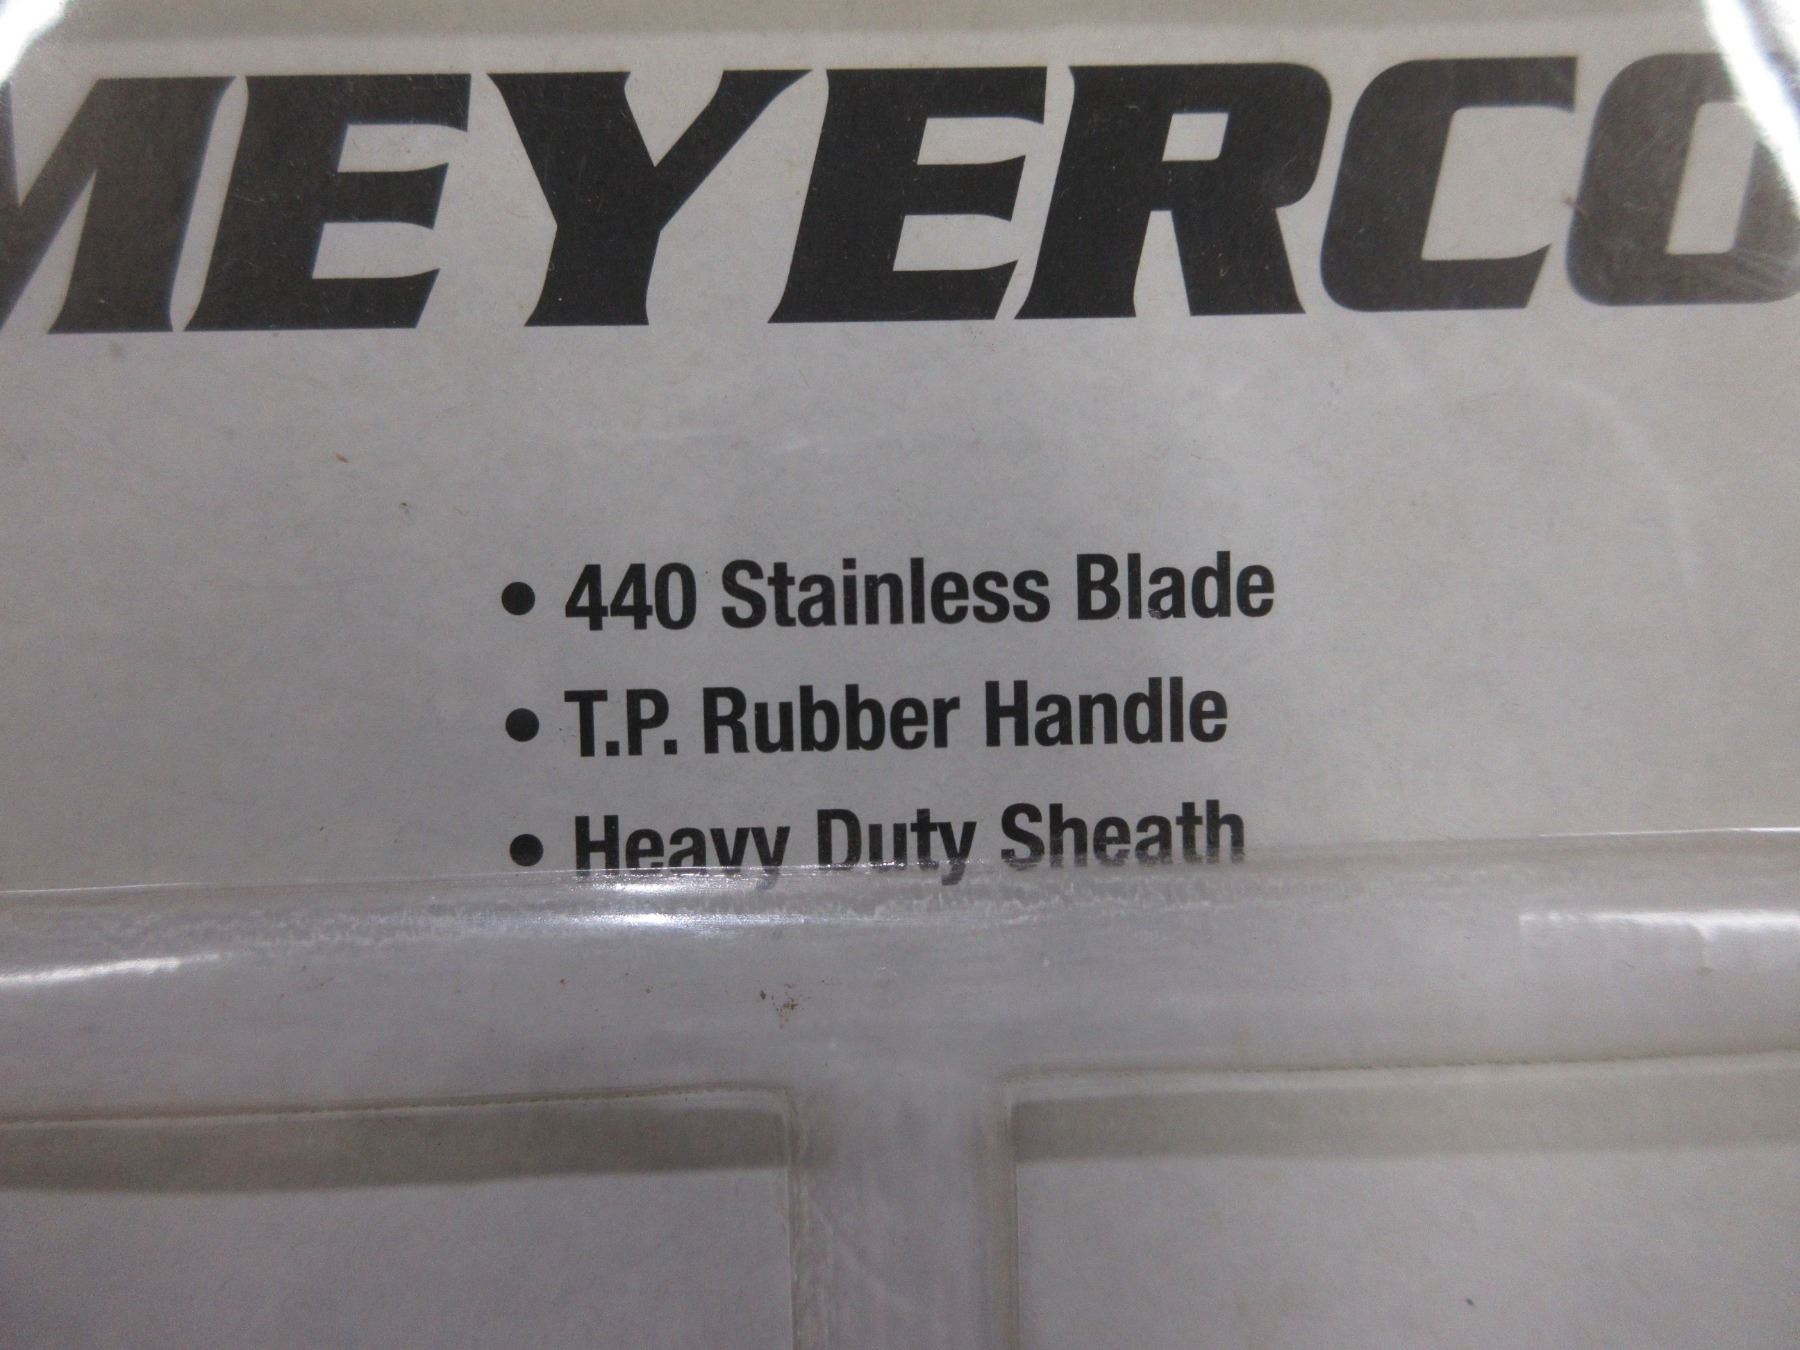 MEYERCO
• 440 Stainless Blade
• T.P. Rubber Handle
• Heavy Duty Sheath